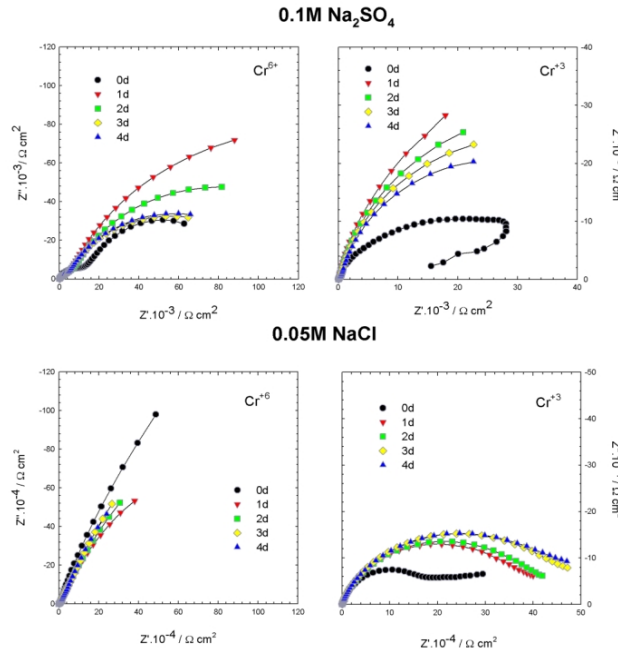 0.1M Na₂SO₄
Cr⁶⁺
0d
1d
2d
3d
4d
Z''.10⁻³/ Ω cm²
-120
-100
-80
-60
-40
-20
0
0 20 40 60 80 100 120
Z'.10⁻³ / Ω cm²
Cr⁺³
0d
1d
2d
3d
4d
-40
-30
-20
-10
0
0 10 20 30 40
Z'.10⁻³ / Ω cm²
0.05M NaCl
Cr⁺⁶
0d
1d
2d
3d
4d
Z''.10⁻⁴ / Ω cm²
-120
-100
-80
-60
-40
-20
0
0 20 40 60 80 100 120
Z'.10⁻⁴ / Ω cm²
Cr⁺³
0d
1d
2d
3d
4d
-50
-40
-30
-20
-10
0
0 10 20 30 40 50
Z'.10⁻⁴ / Ω cm²